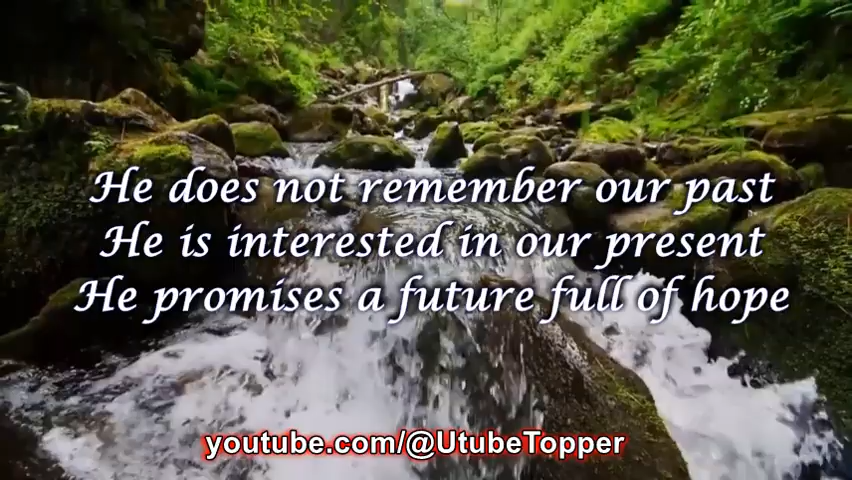 He does not remember our past
He is interested in our present
He promises a future full of hope
youtube.com/@UtubeTopper